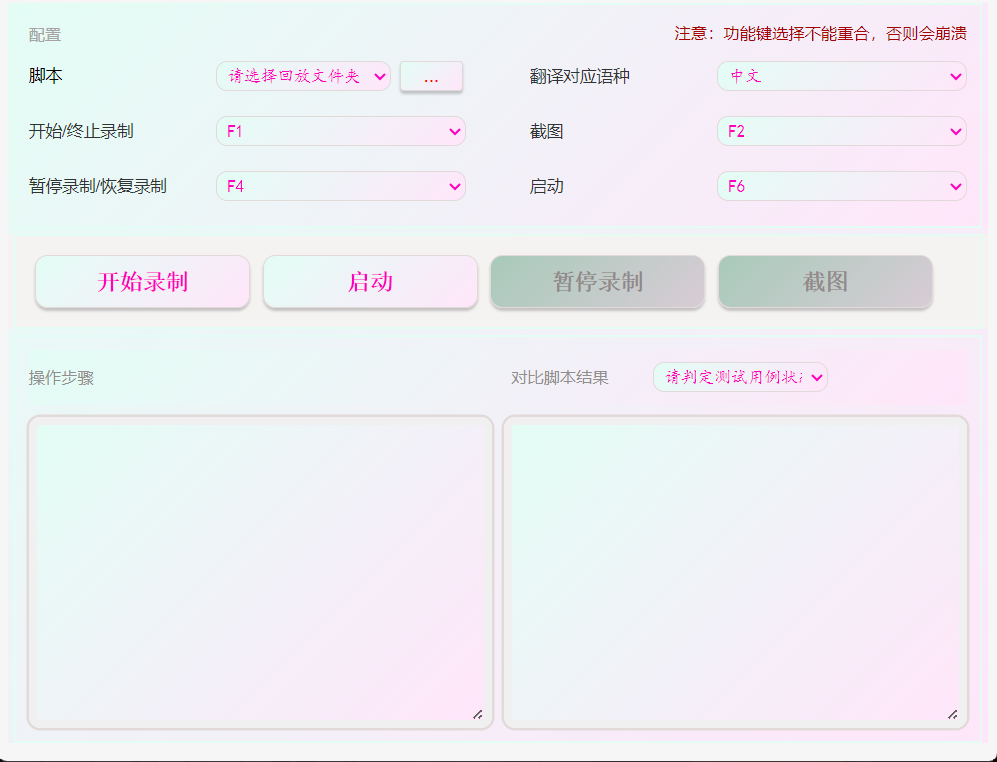 配置
注意：功能键选择不能重合，否则会崩溃
脚本
请选择回放文件夹
...
翻译对应语种
中文
开始/终止录制
F1
截图
F2
暂停录制/恢复录制
F4
启动
F6
开始录制
启动
暂停录制
截图
操作步骤
对比脚本结果
请判定测试用例状